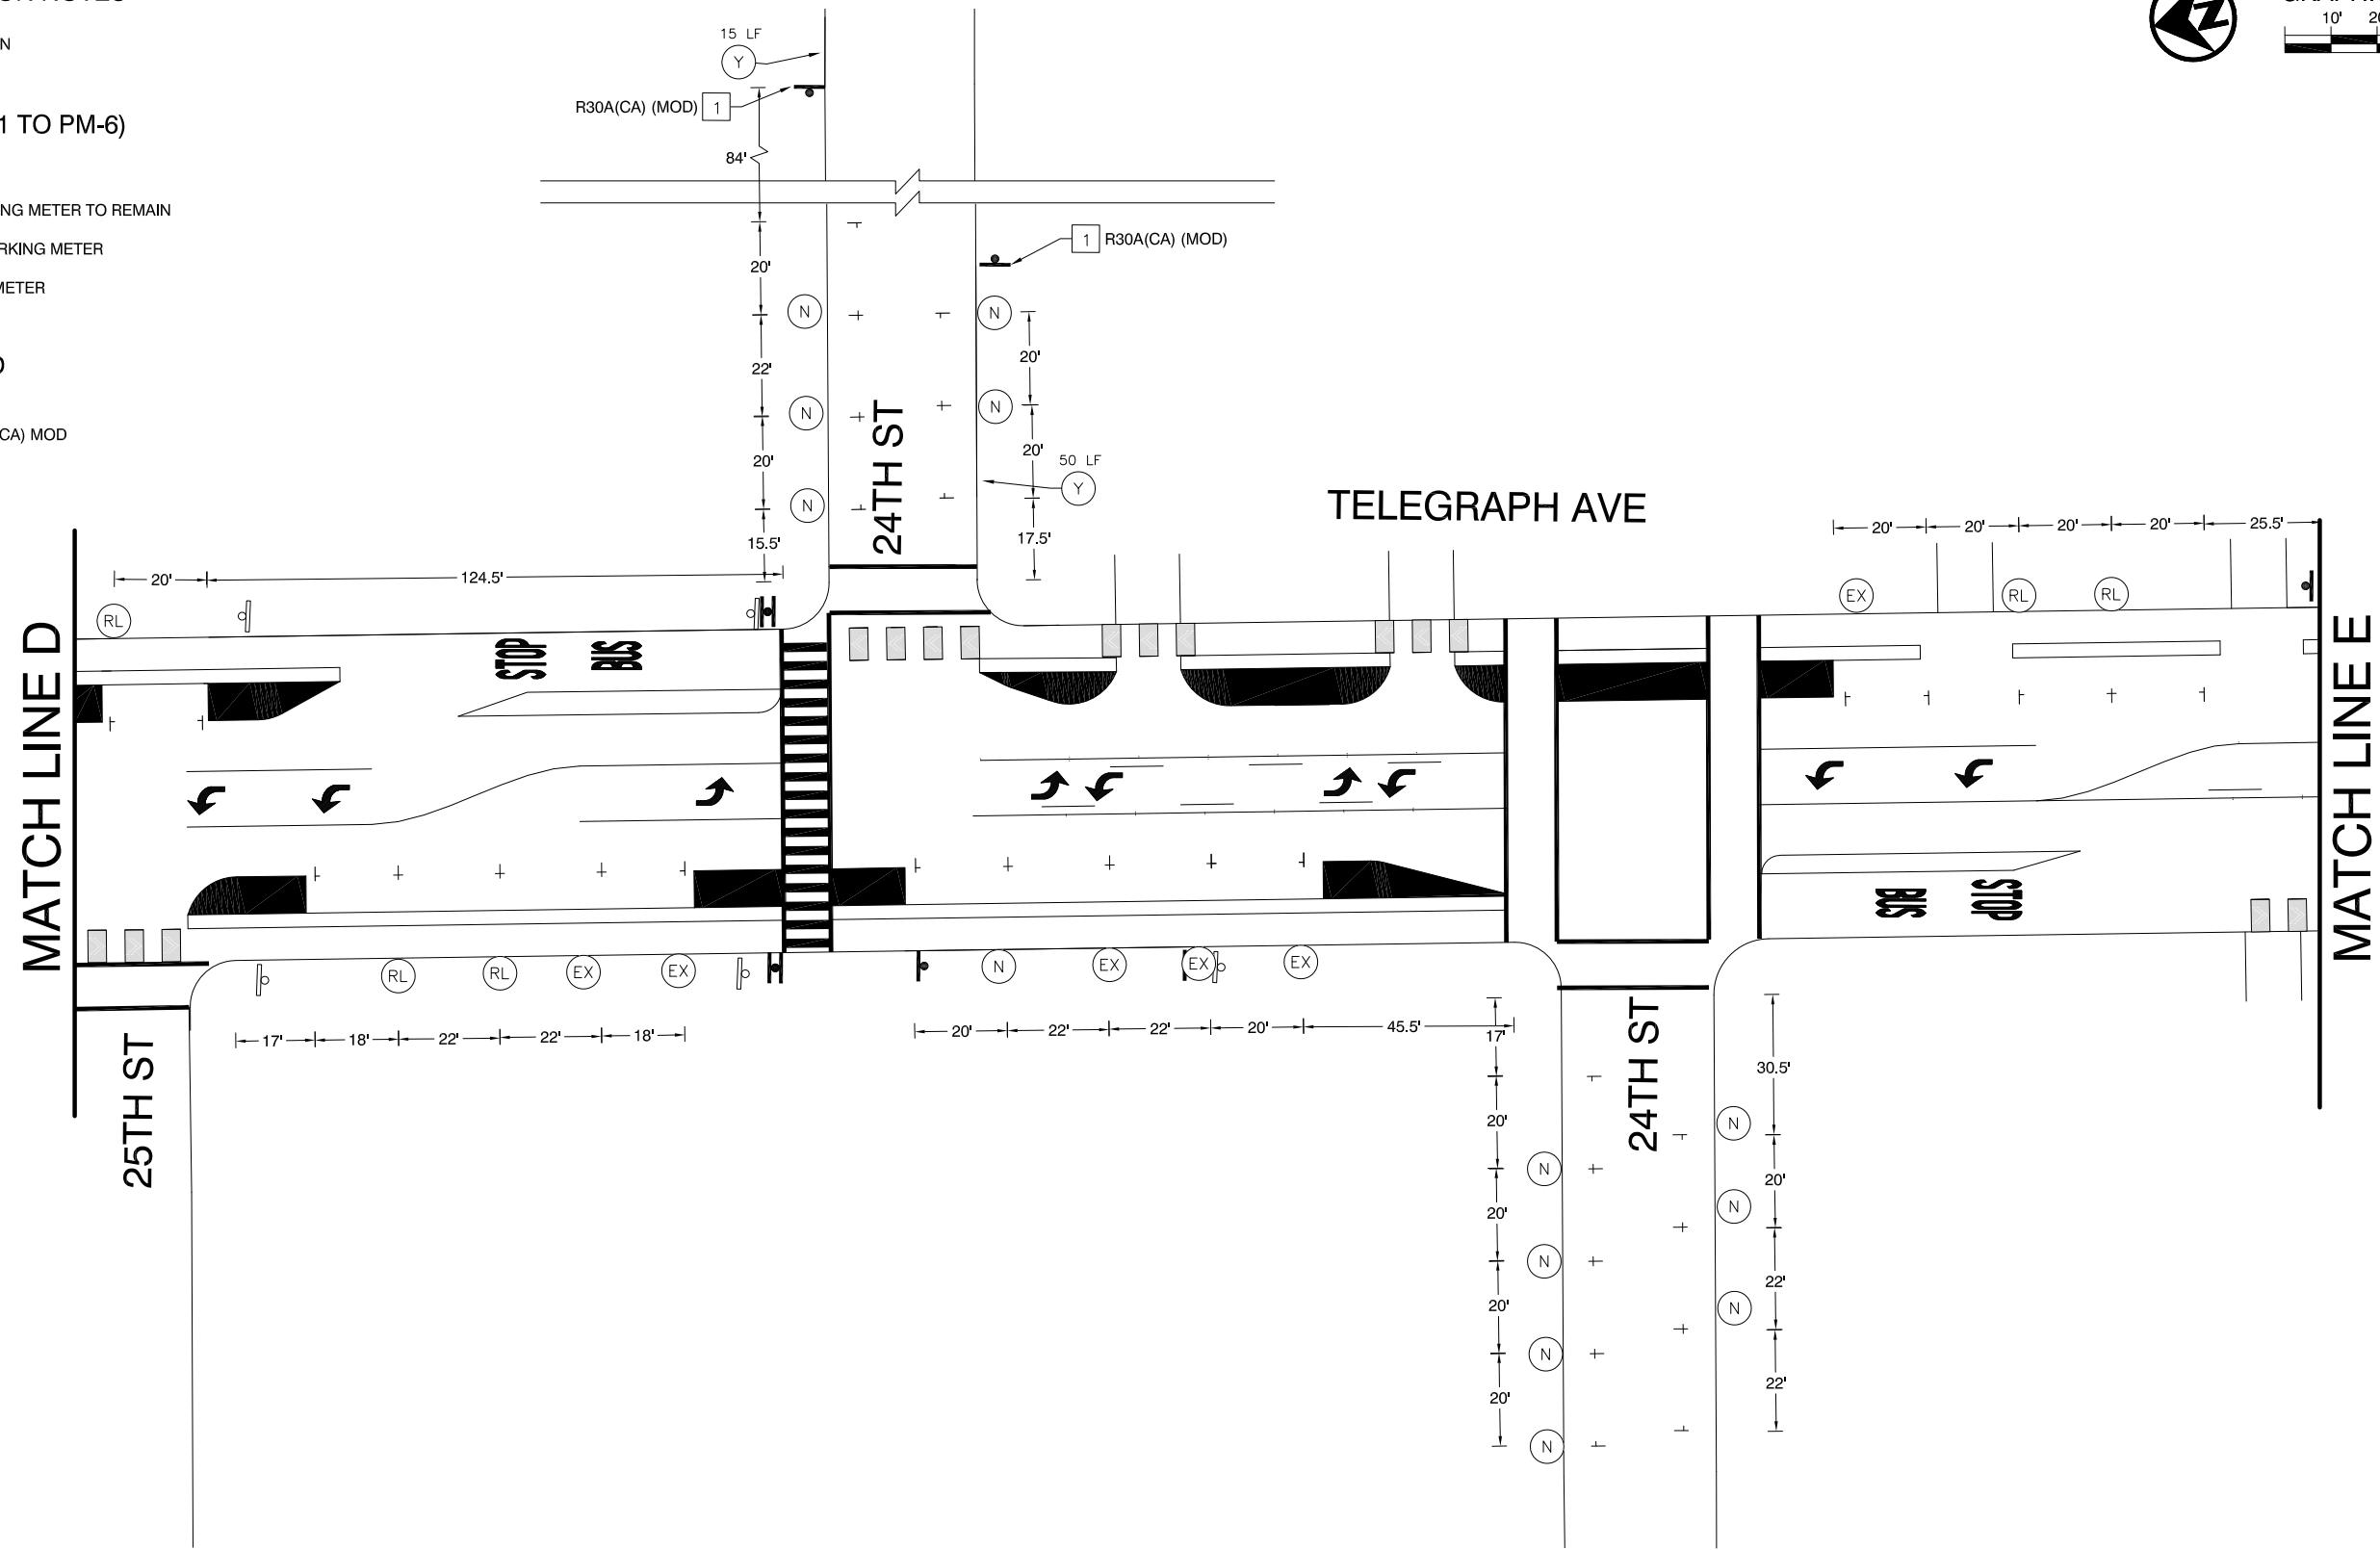 1 TO PM-6)
NG METER TO REMAIN
RKING METER
METER
(CA) MOD
10'
15 LF
Y
R30A(CA) (MOD) 1
84'
1 R30A(CA) (MOD)
20'
N
N
22'
20'
N
N
24TH ST
20'
20'
50 LF
Y
N
15.5'
17.5'
TELEGRAPH AVE
20'
20'
20'
20'
25.5'
20'
124.5'
RL
EX
RL
RL
MATCH LINE D
STOP
BUS
MATCH LINE E
BUS
STOP
RL
RL
EX
EX
N
EX
EX
EX
17'
18'
22'
22'
18'
20'
22'
22'
20'
45.5'
25TH ST
17'
24TH ST
30.5'
20'
N
N
20'
20'
N
N
22'
20'
N
N
22'
20'
N